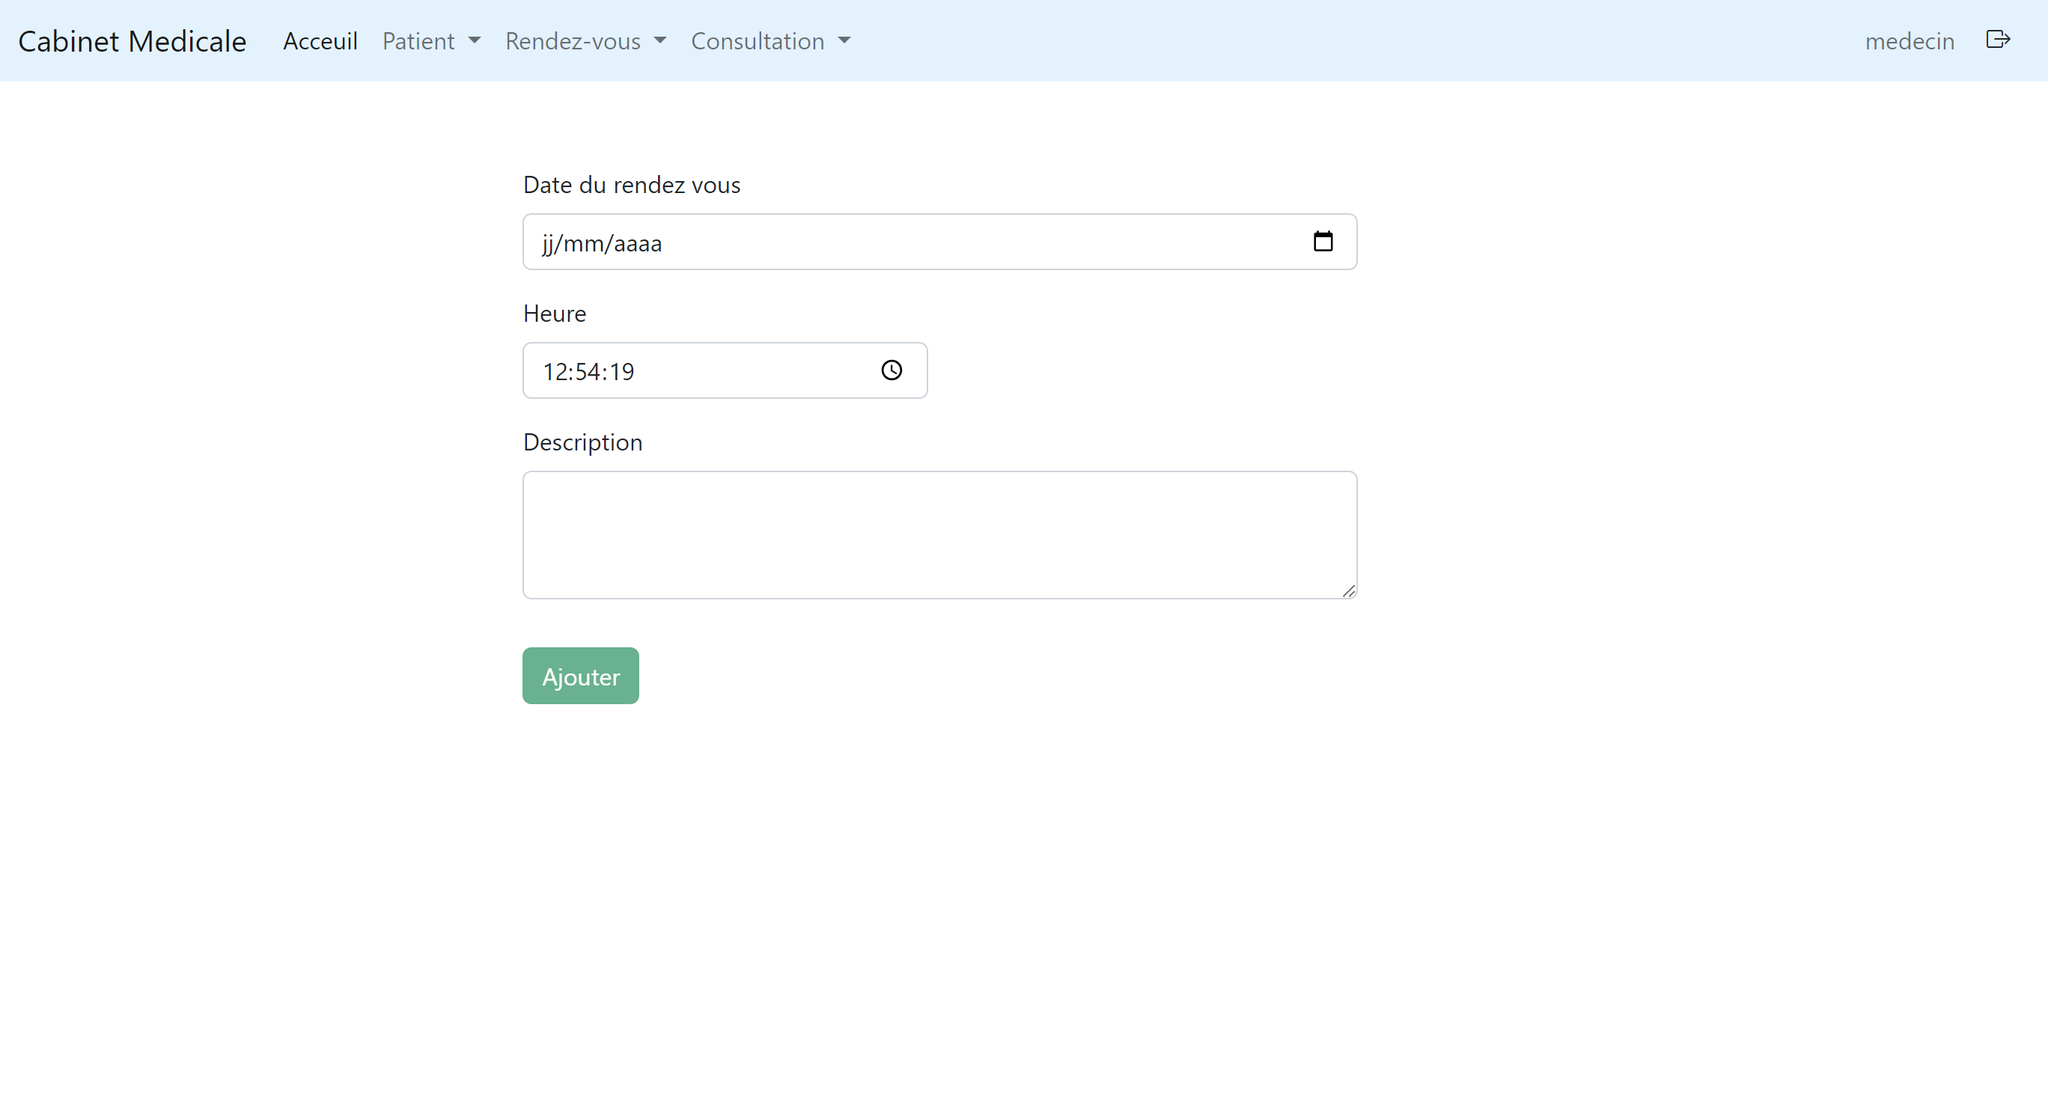 Cabinet Medicale Acceuil Patient Rendez-vous Consultation medecin
Date du rendez vous
jj/mm/aaaa
Heure
12:54:19
Description
Ajouter